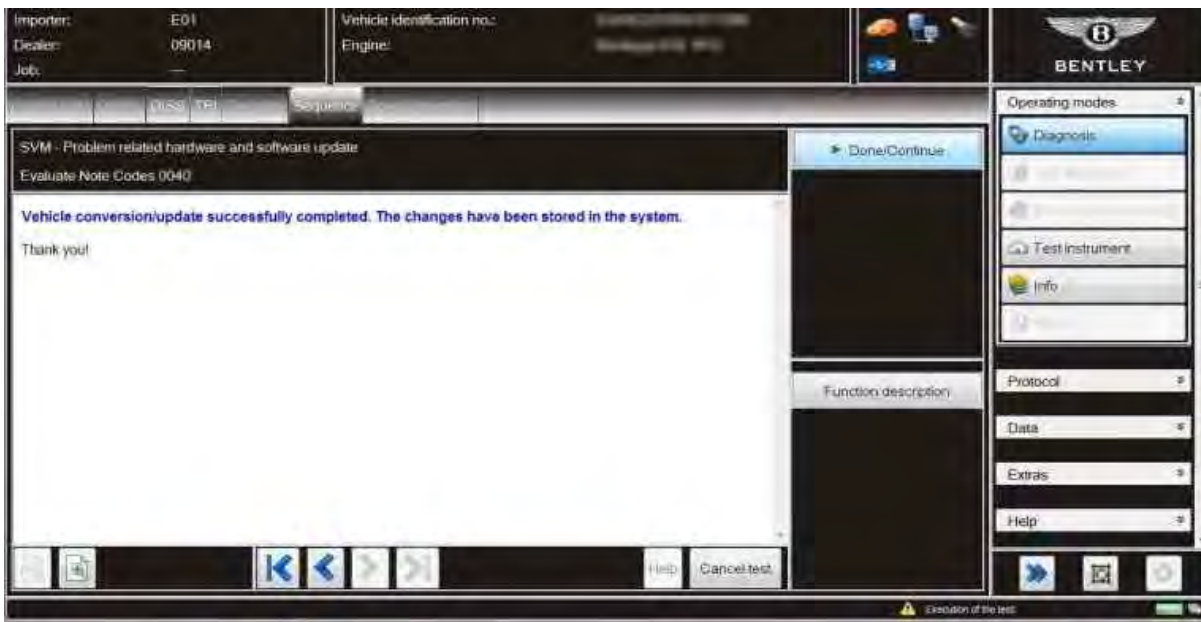 Importer: E01
Dealer: 09014
Job: ---
Vehicle identification no.:
Engine:
BENTLEY
DISS TPI Sequence
SVM - Problem related hardware and software update
Evaluate Note Codes 0040
Vehicle conversion/update successfully completed. The changes have been stored in the system.
Thank you!
Done/Continue
Function description
Help Cancel test
Operating modes
Diagnosis
Test instrument
Info
Protocol
Data
Extras
Help
Execution of the test